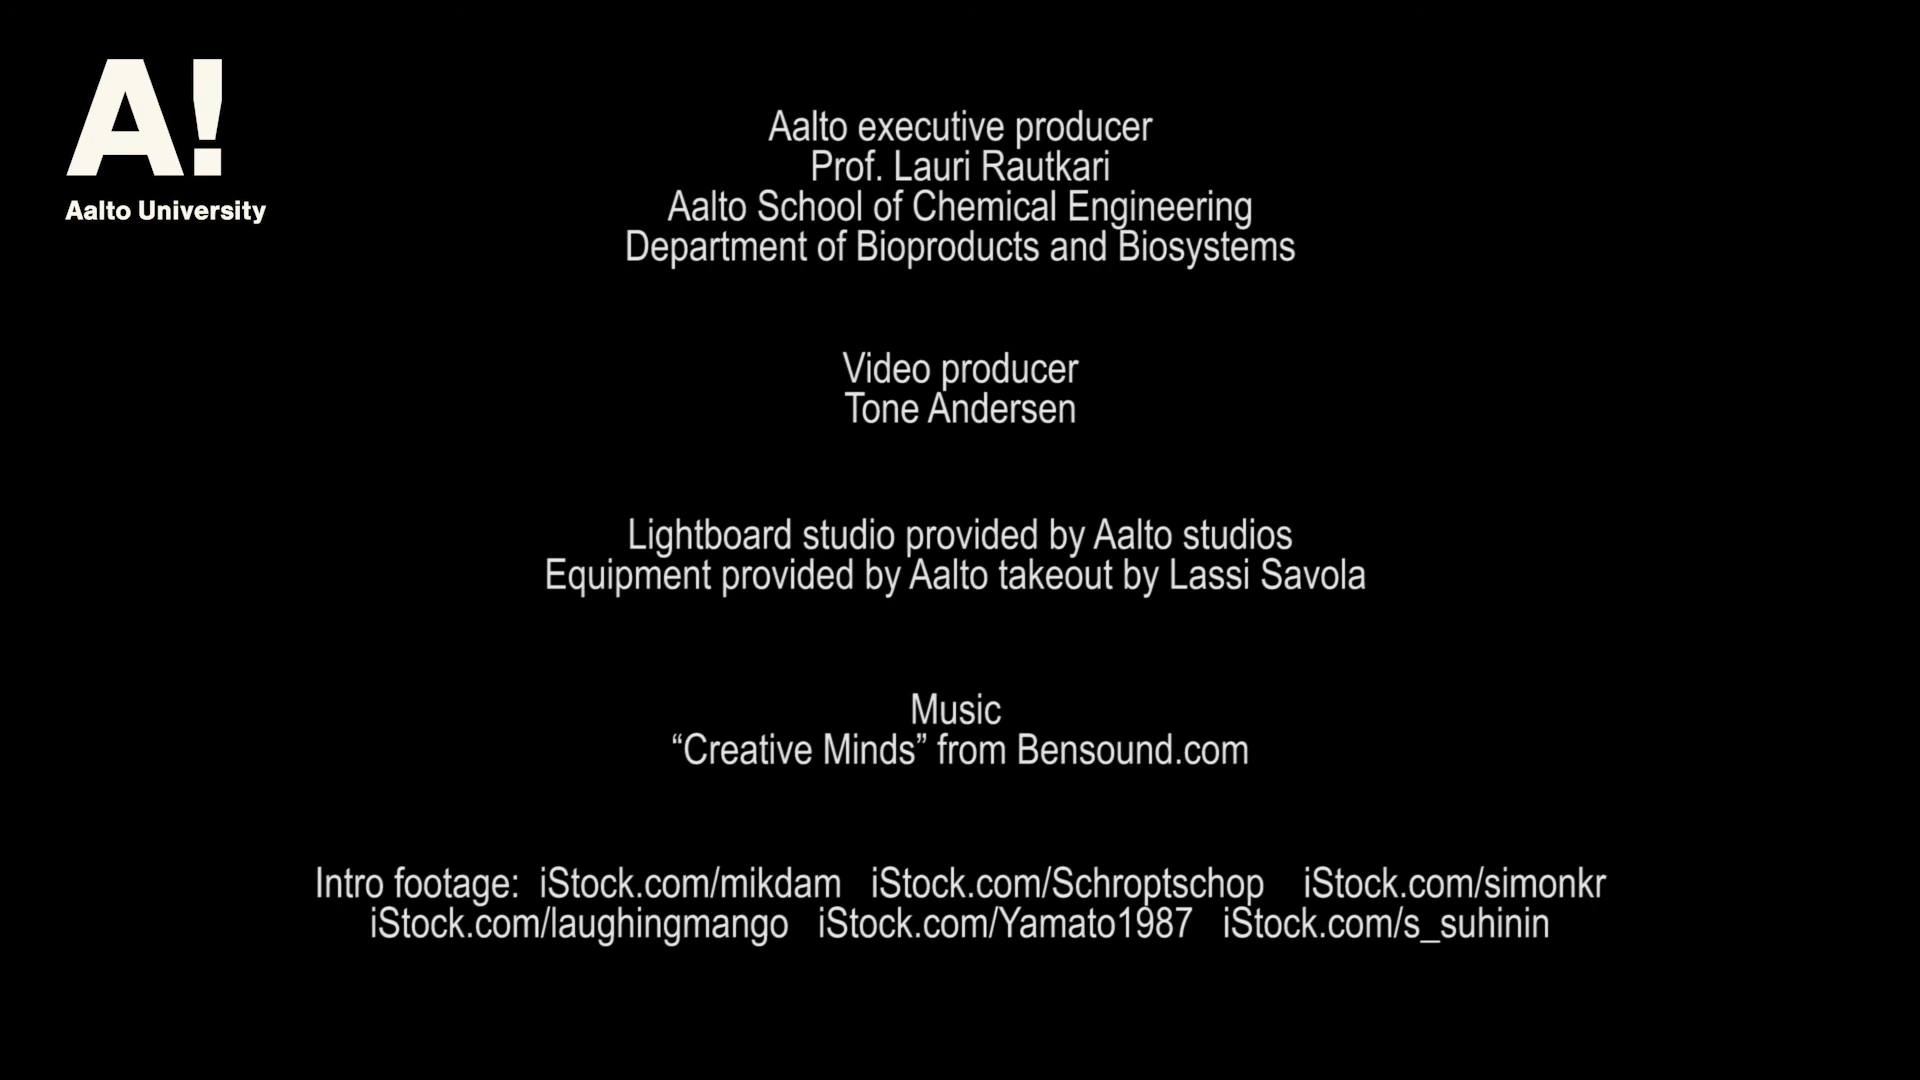 A!
Aalto University
Aalto executive producer
Prof. Lauri Rautkari
Aalto School of Chemical Engineering
Department of Bioproducts and Biosystems
Video producer
Tone Andersen
Lightboard studio provided by Aalto studios
Equipment provided by Aalto takeout by Lassi Savola
Music
“Creative Minds” from Bensound.com
Intro footage: iStock.com/mikdam iStock.com/Schroptschop iStock.com/simonkr
iStock.com/laughingmango iStock.com/Yamato1987 iStock.com/s_suhinin